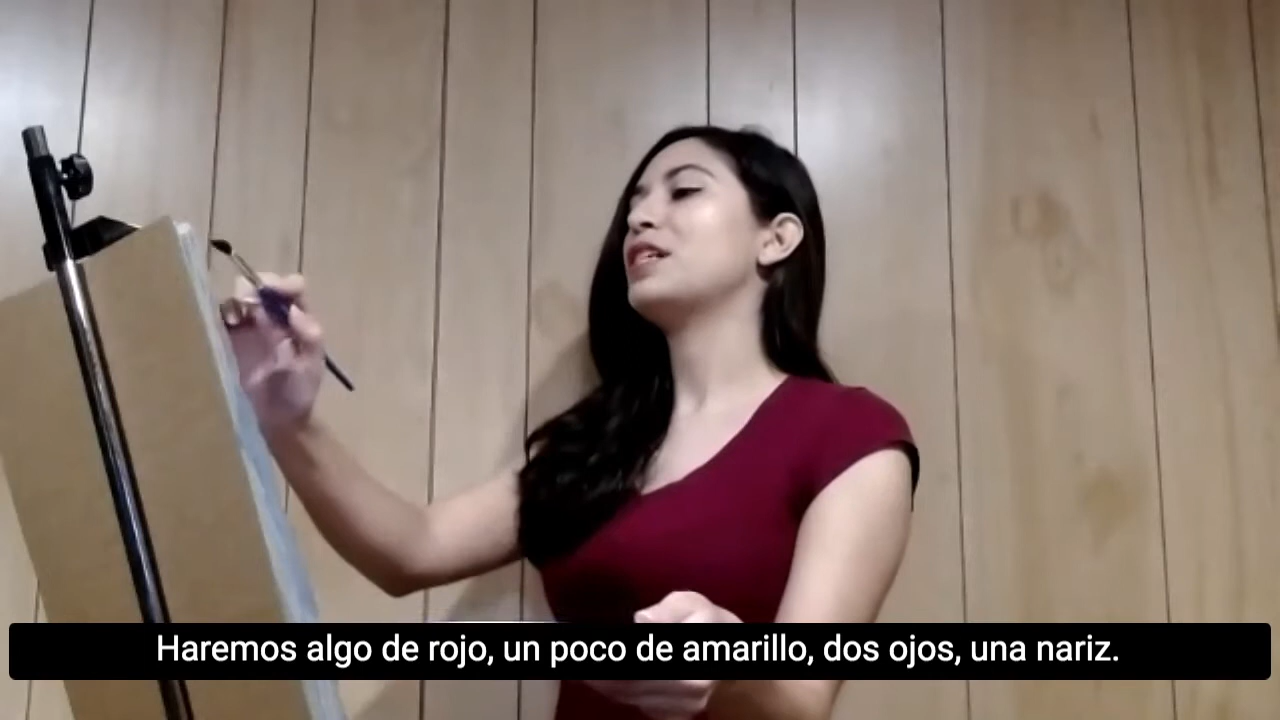 Haremos algo de rojo, un poco de amarillo, dos ojos, una nariz.